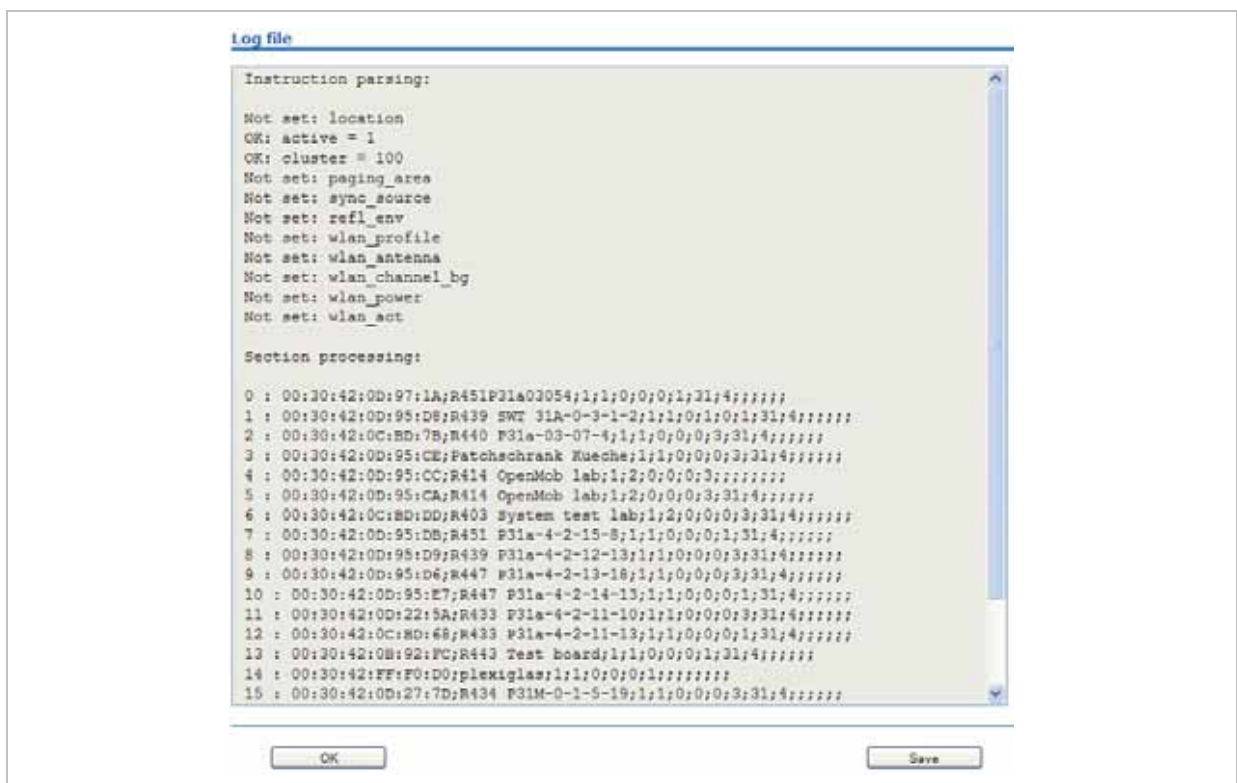 Log file
Instruction parsing:
Not set: location
OK: active = 1
OK: cluster = 100
Not set: paging_area
Not set: sync_source
Not set: refl_env
Not set: wlan_profile
Not set: wlan_antenna
Not set: wlan_channel_bg
Not set: wlan_power
Not set: wlan_act
Section processing:
0 : 00:30:42:0D:97:1A;R451P31a03054;1;1;0;0;0;1;31;4;;;;;;
1 : 00:30:42:0D:95:D8;R439 SWT 31A-0-3-1-2;1;1;0;1;0;1;31;4;;;;;;
2 : 00:30:42:0C:BD:7B;R440 P31a-03-07-4;1;1;0;0;0;3;31;4;;;;;;
3 : 00:30:42:0D:95:CE;Patchschrank Kueche;1;1;0;0;0;3;31;4;;;;;;
4 : 00:30:42:0D:95:CC;R414 OpenMob lab;1;2;0;0;0;3;;;;;;;;
5 : 00:30:42:0D:95:CA;R414 OpenMob lab;1;2;0;0;0;3;31;4;;;;;;
6 : 00:30:42:0C:BD:DD;R403 System test lab;1;2;0;0;0;3;31;4;;;;;;
7 : 00:30:42:0D:95:DB;R451 P31a-4-2-15-8;1;1;0;0;0;1;31;4;;;;;;
8 : 00:30:42:0D:95:D9;R439 P31a-4-2-12-13;1;1;0;0;0;3;31;4;;;;;;
9 : 00:30:42:0D:95:D6;R447 P31a-4-2-13-18;1;1;0;0;0;3;31;4;;;;;;
10 : 00:30:42:0D:95:E7;R447 P31a-4-2-14-13;1;1;0;0;0;1;31;4;;;;;;
11 : 00:30:42:0D:22:5A;R433 P31a-4-2-11-10;1;1;0;0;0;3;31;4;;;;;;
12 : 00:30:42:0C:BD:68;R433 P31a-4-2-11-13;1;1;0;0;0;1;31;4;;;;;;
13 : 00:30:42:0B:92:FC;R443 Test board;1;1;0;0;0;1;31;4;;;;;;
14 : 00:30:42:FF:F0:D0;plexiglas;1;1;0;0;0;1;;;;;;;;
15 : 00:30:42:0D:27:7D;R434 P31M-0-1-5-19;1;1;0;0;0;3;31;4;;;;;;
OK
Save